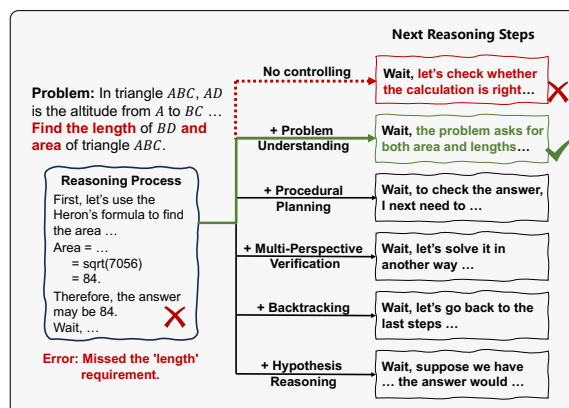 Next Reasoning Steps
Problem: In triangle ABC, AD
is the altitude from A to BC ...
Find the length of BD and
area of triangle ABC.
Reasoning Process
First, let's use the
Heron's formula to find
the area ...
Area = ...
= sqrt(7056)
= 84.
Therefore, the answer
may be 84.
Wait, ...
Error: Missed the 'length'
requirement.
No controlling
Wait, let's check whether
the calculation is right...
+ Problem
Understanding
Wait, the problem asks for
both area and lengths...
+ Procedural
Planning
Wait, to check the answer,
I next need to ...
+ Multi-Perspective
Verification
Wait, let's solve it in
another way ...
+ Backtracking
Wait, let's go back to the
last steps ...
+ Hypothesis
Reasoning
Wait, suppose we have
... the answer would ...